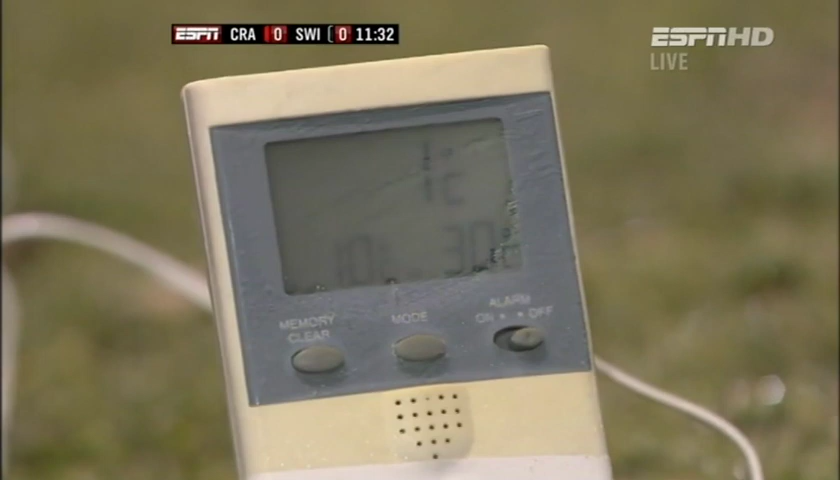 ESPN CRA 0 SWI 0 11:32
ESPNHD
LIVE
MEMORY
CLEAR
MODE
ALARM
ON OFF